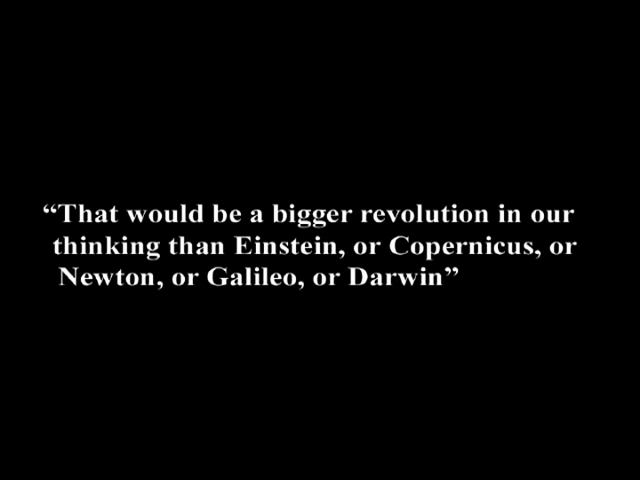 “That would be a bigger revolution in our
thinking than Einstein, or Copernicus, or
Newton, or Galileo, or Darwin”